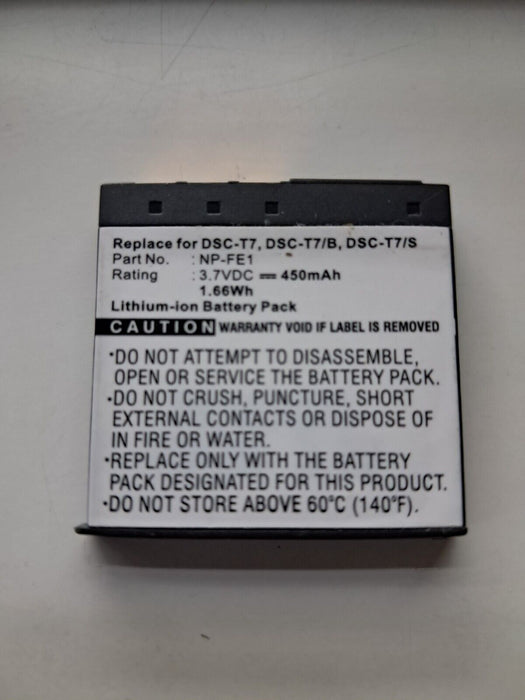 Replace for DSC-T7, DSC-T7/B, DSC-T7/S
Part No. : NP-FE1
Rating : 3.7VDC ⎓ 450mAh
1.66Wh
Lithium-ion Battery Pack
CAUTION WARRANTY VOID IF LABEL IS REMOVED
·DO NOT ATTEMPT TO DISASSEMBLE,
OPEN OR SERVICE THE BATTERY PACK.
·DO NOT CRUSH, PUNCTURE, SHORT
EXTERNAL CONTACTS OR DISPOSE OF
IN FIRE OR WATER.
·REPLACE ONLY WITH THE BATTERY
PACK DESIGNATED FOR THIS PRODUCT.
·DO NOT STORE ABOVE 60°C (140°F).